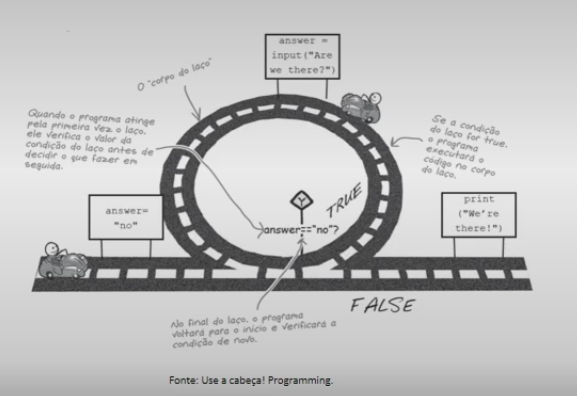 answer =
input("Are
we there?")
O "corpo do laço"
Quando o programa atinge
pela primeira vez o laço,
ele verifica o valor da
condição do laço antes de
decidir o que fazer em
seguida.
Se a condição
do laço for true,
o programa
executará o
código no corpo
do laço.
answer=
"no"
Y
TRUE
answer=="no"?
print
("We're
there!")
FALSE
No final do laço, o programa
voltará para o início e verificará a
condição de novo.
Fonte: Use a cabeça! Programming.